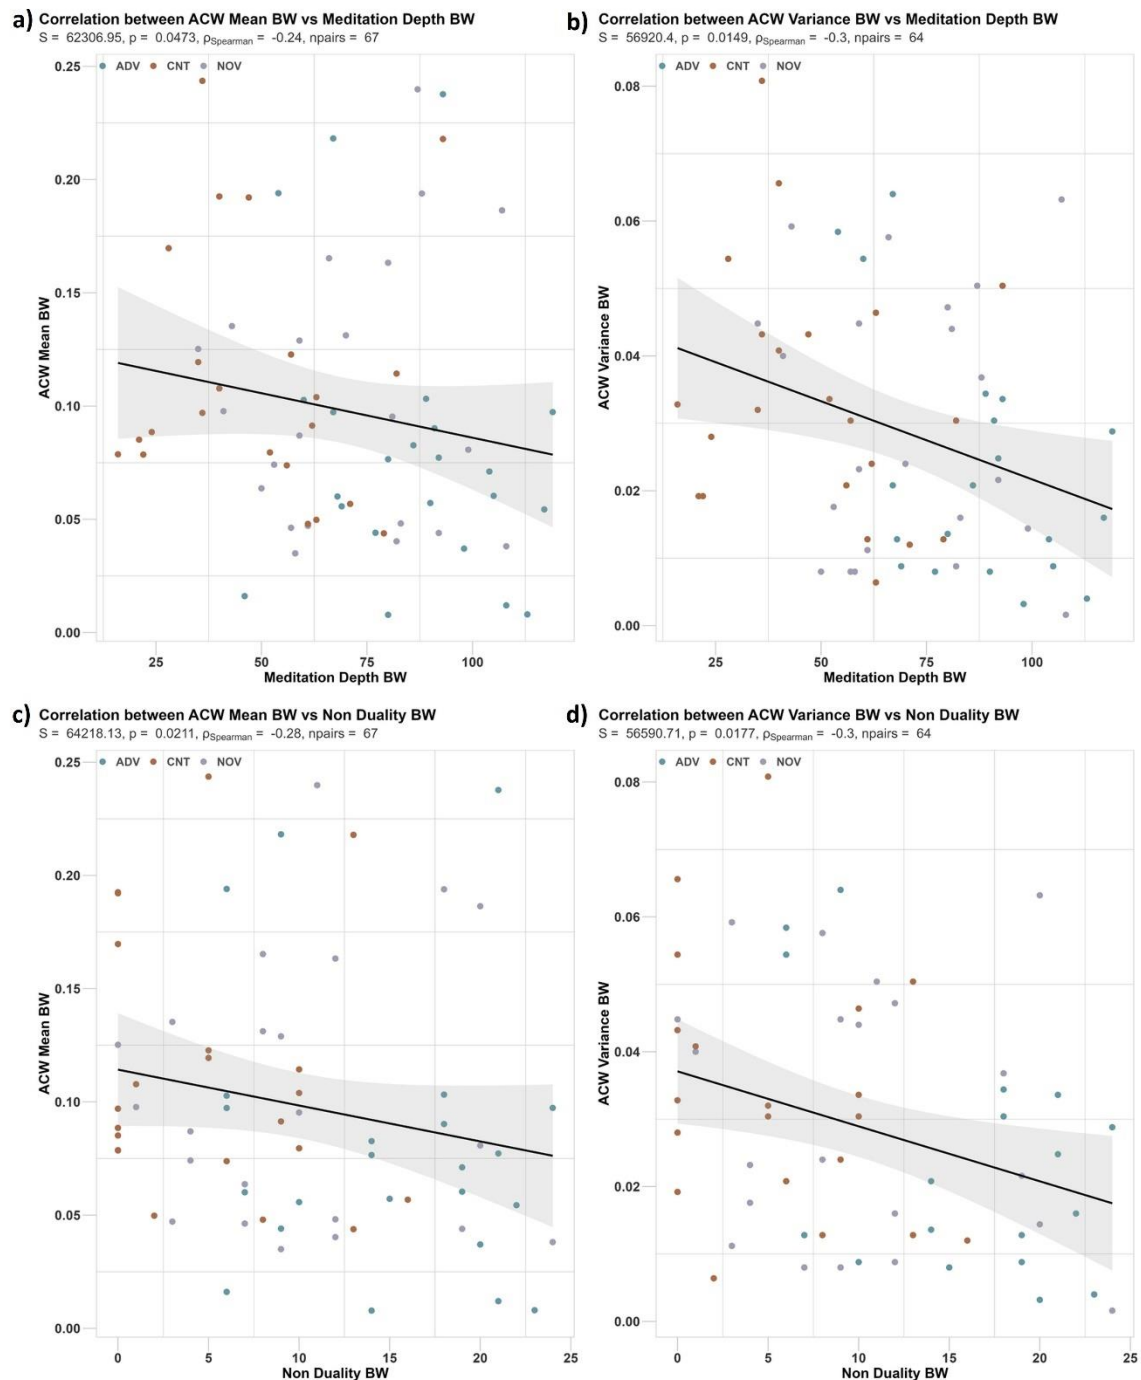 a) Correlation between ACW Mean BW vs Meditation Depth BW
S = 62306.95, p = 0.0473, ρSpearman = -0.24, npairs = 67
ADV CNT NOV
0.25
0.20
0.15
0.10
0.05
0.00
ACW Mean BW
25 50 75 100
Meditation Depth BW
b) Correlation between ACW Variance BW vs Meditation Depth BW
S = 56920.4, p = 0.0149, ρSpearman = -0.3, npairs = 64
ADV CNT NOV
0.08
0.06
0.04
0.02
0.00
ACW Variance BW
25 50 75 100
Meditation Depth BW
c) Correlation between ACW Mean BW vs Non Duality BW
S = 64218.13, p = 0.0211, ρSpearman = -0.28, npairs = 67
ADV CNT NOV
0.25
0.20
0.15
0.10
0.05
0.00
ACW Mean BW
0 5 10 15 20 25
Non Duality BW
d) Correlation between ACW Variance BW vs Non Duality BW
S = 56590.71, p = 0.0177, ρSpearman = -0.3, npairs = 64
ADV CNT NOV
0.08
0.06
0.04
0.02
0.00
ACW Variance BW
0 5 10 15 20 25
Non Duality BW